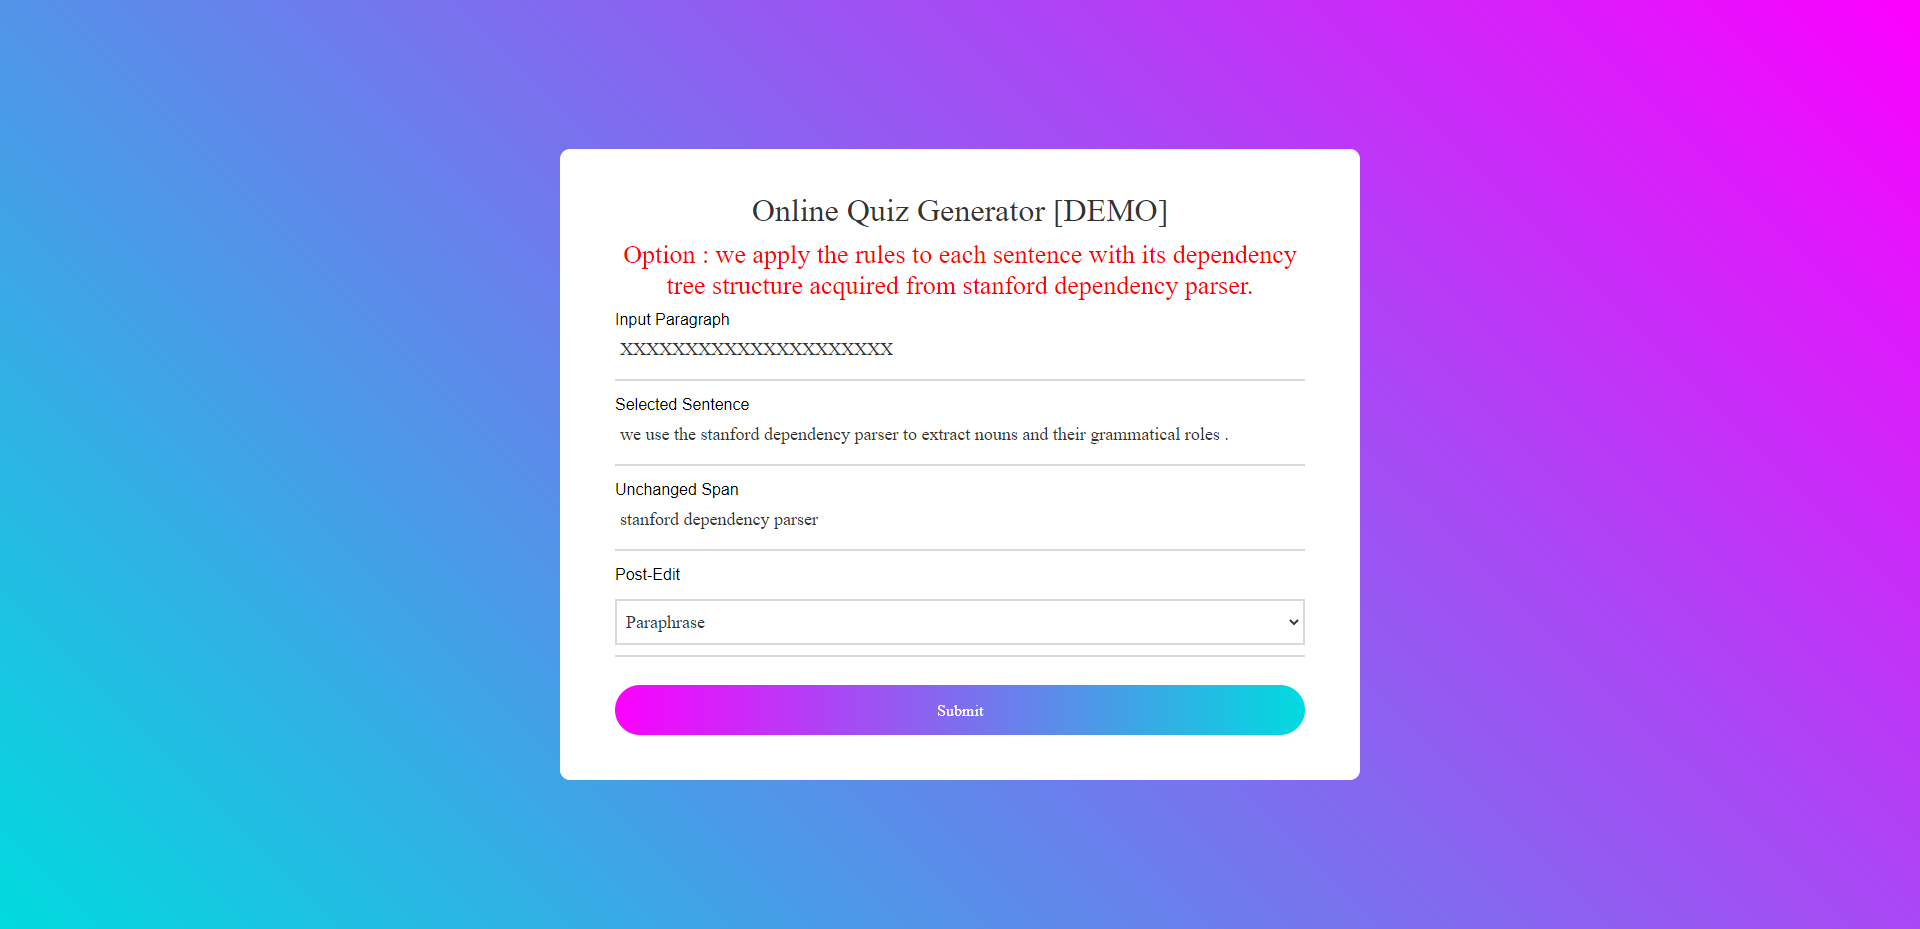 Online Quiz Generator [DEMO]
Option : we apply the rules to each sentence with its dependency
tree structure acquired from stanford dependency parser.
Input Paragraph
XXXXXXXXXXXXXXXXXXXXX
Selected Sentence
we use the stanford dependency parser to extract nouns and their grammatical roles .
Unchanged Span
stanford dependency parser
Post-Edit
Paraphrase
Submit